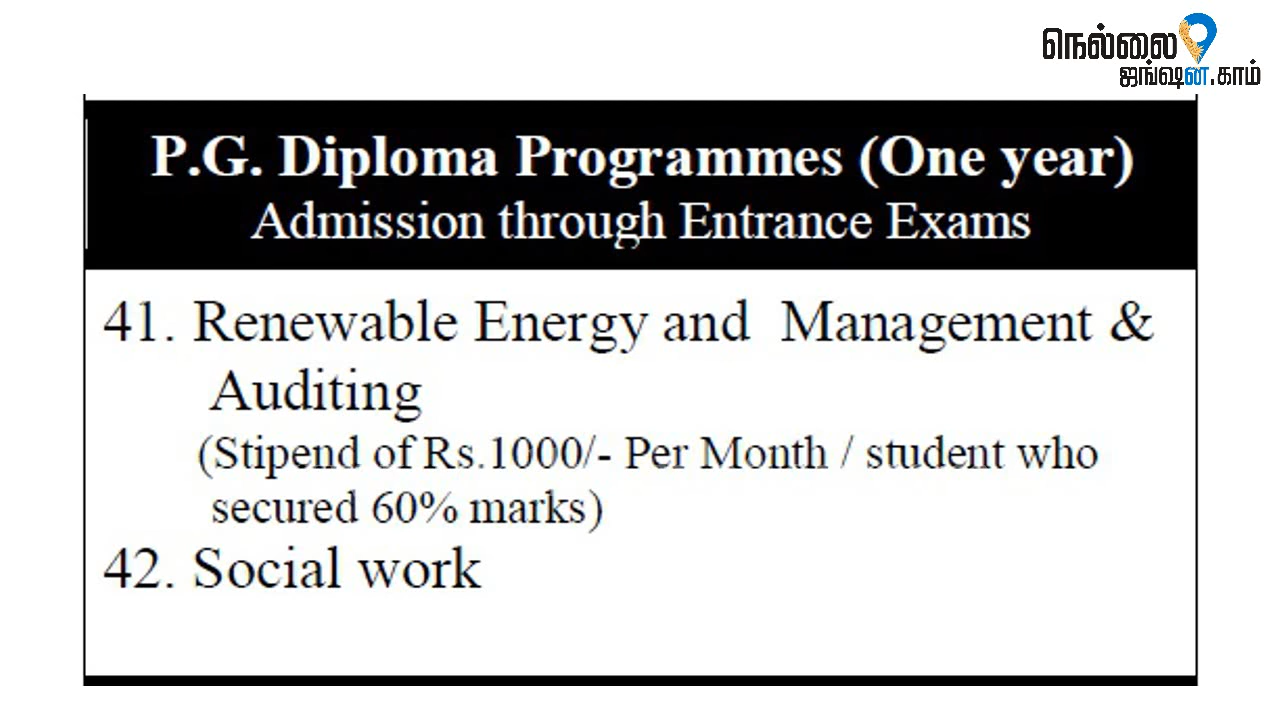 நெல்லை
ஜங்ஷன்.காம்
P.G. Diploma Programmes (One year)
Admission through Entrance Exams
41. Renewable Energy and Management &
Auditing
(Stipend of Rs.1000/- Per Month / student who
secured 60% marks)
42. Social work